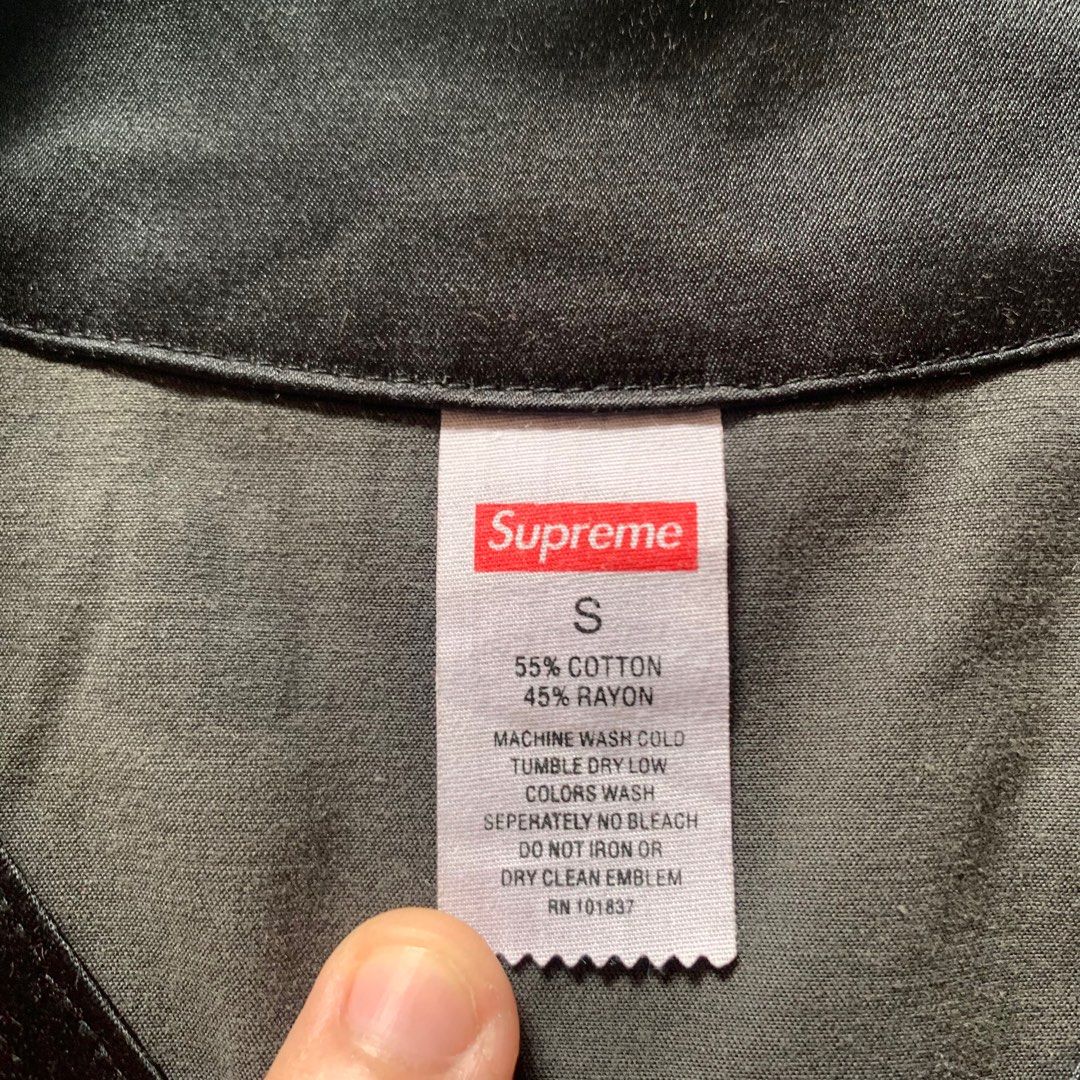 Supreme
S
55% COTTON
45% RAYON
MACHINE WASH COLD
TUMBLE DRY LOW
COLORS WASH
SEPERATELY NO BLEACH
DO NOT IRON OR
DRY CLEAN EMBLEM
RN 101837